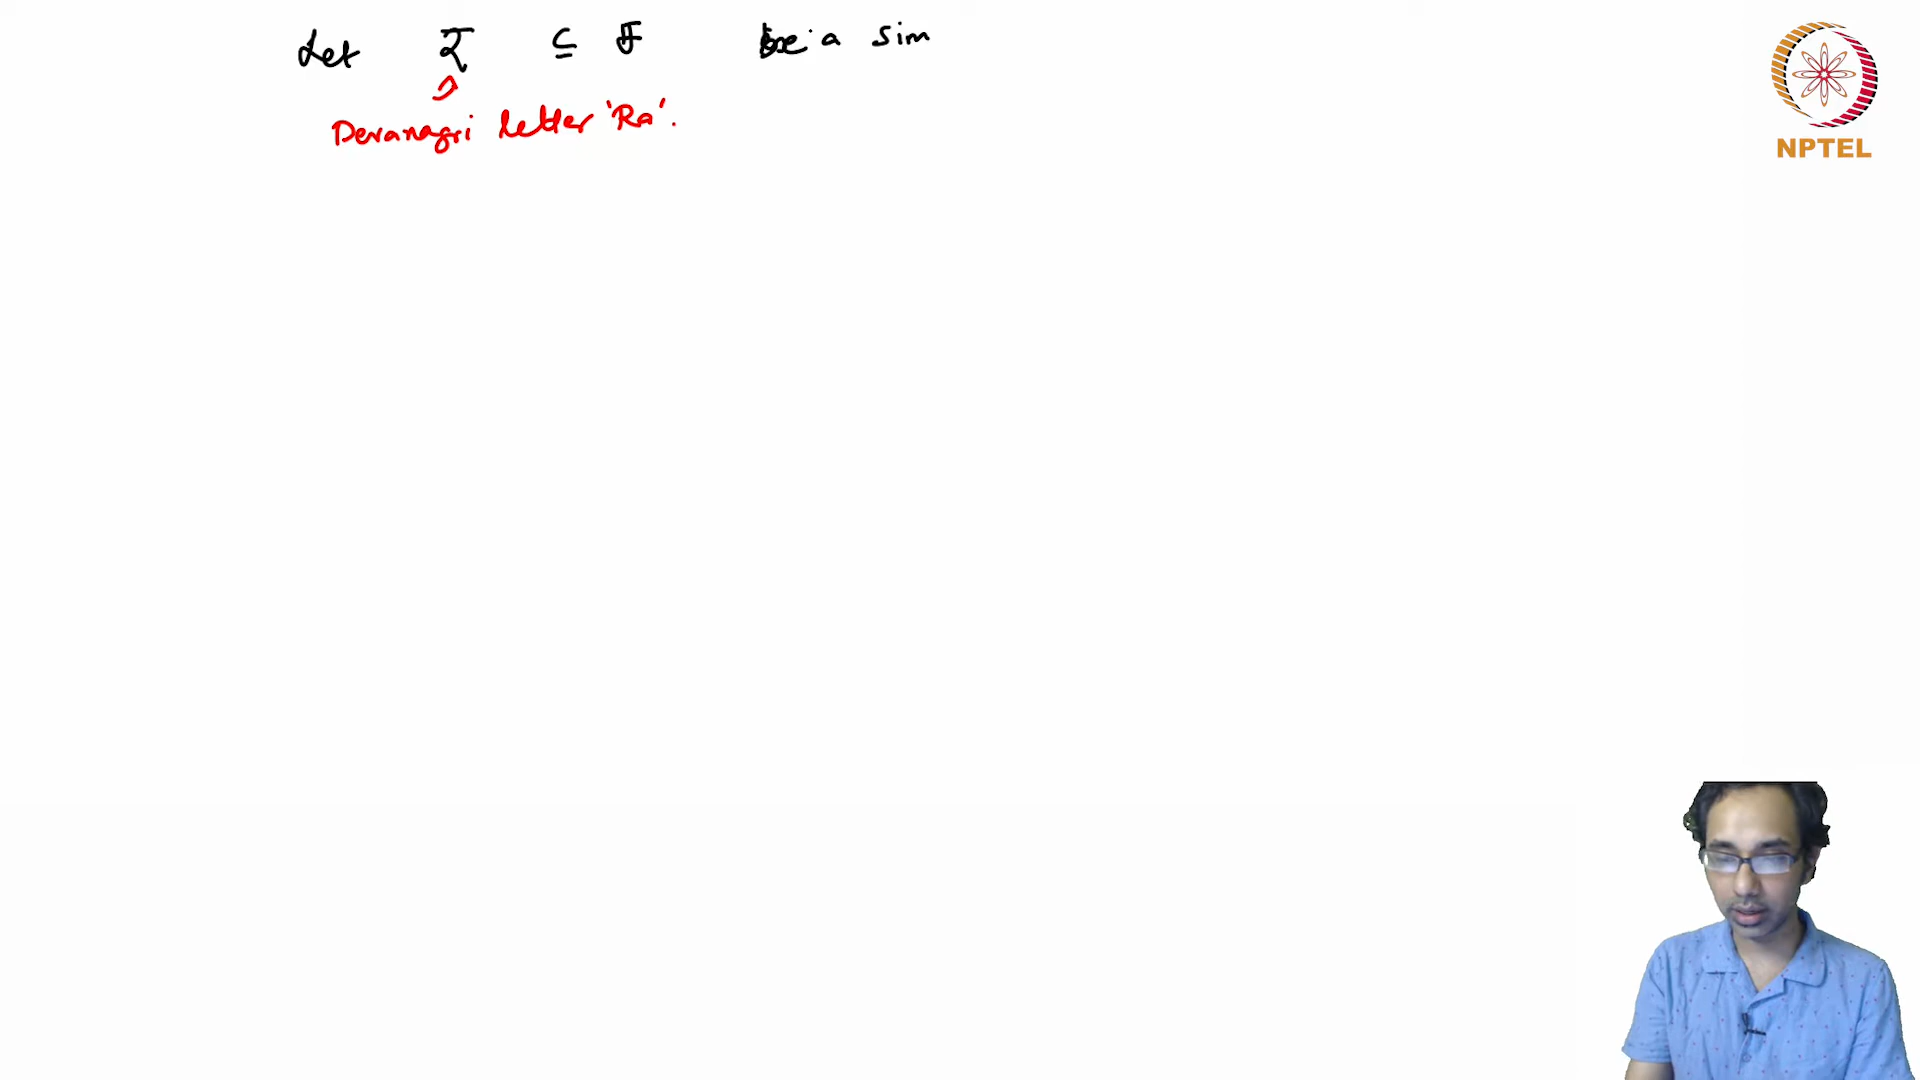 Let र ⊆ 𝔽 be a sim
Devanagri letter 'Ra'.
NPTEL